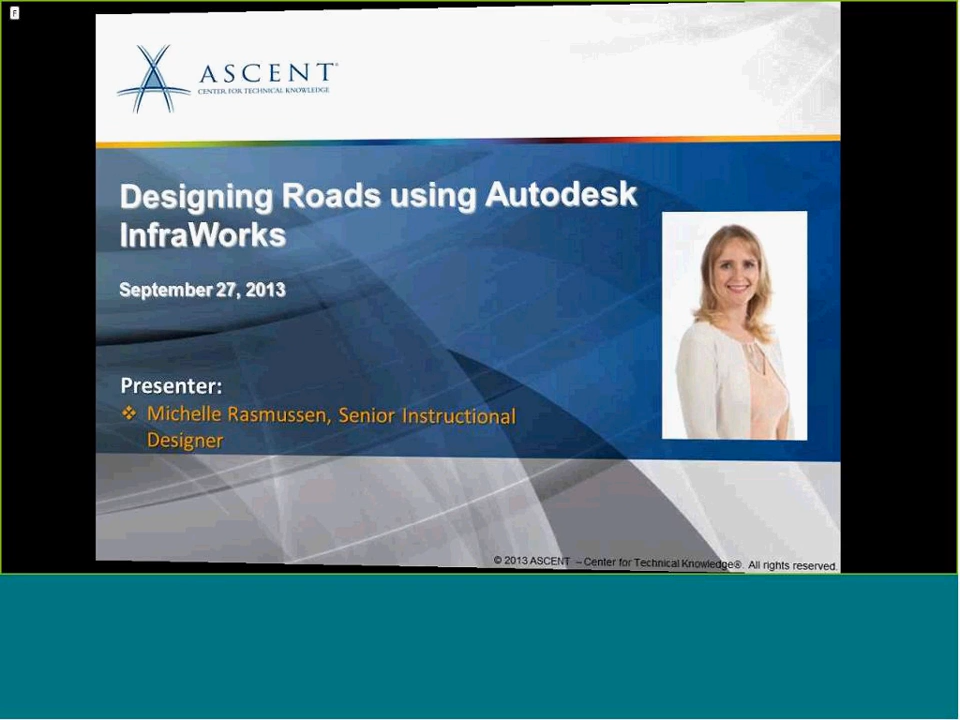 F
ASCENT®
CENTER FOR TECHNICAL KNOWLEDGE
Designing Roads using Autodesk
InfraWorks
September 27, 2013
Presenter:
❖ Michelle Rasmussen, Senior Instructional
Designer
© 2013 ASCENT – Center for Technical Knowledge®. All rights reserved.